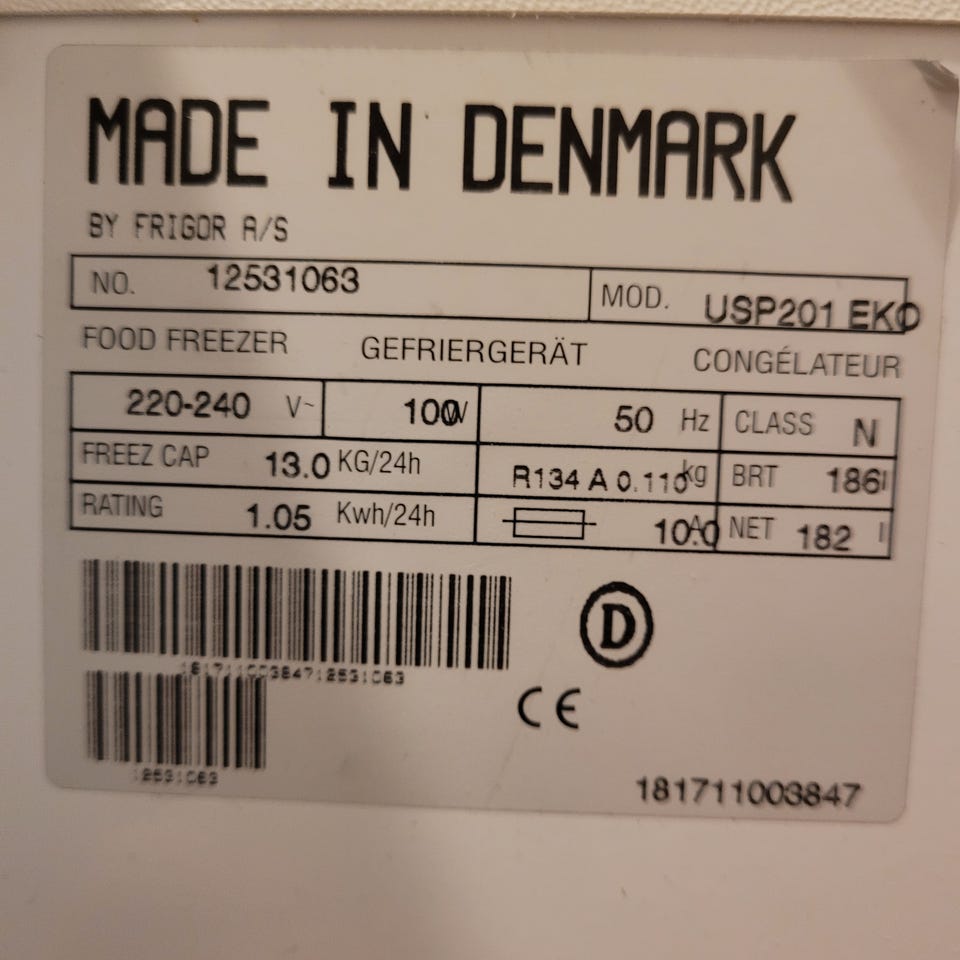 MADE IN DENMARK
BY FRIGOR A/S
NO. 12531063 MOD. USP201 EKO
FOOD FREEZER GEFRIERGERÄT CONGÉLATEUR
220-240 V~ 100W 50 Hz CLASS N
FREEZ CAP 13.0 KG/24h R134 A 0.110 kg BRT 186 l
RATING 1.05 Kwh/24h 10.0 A NET 182 l
18171100384712531063
D
CE
12531063
181711003847